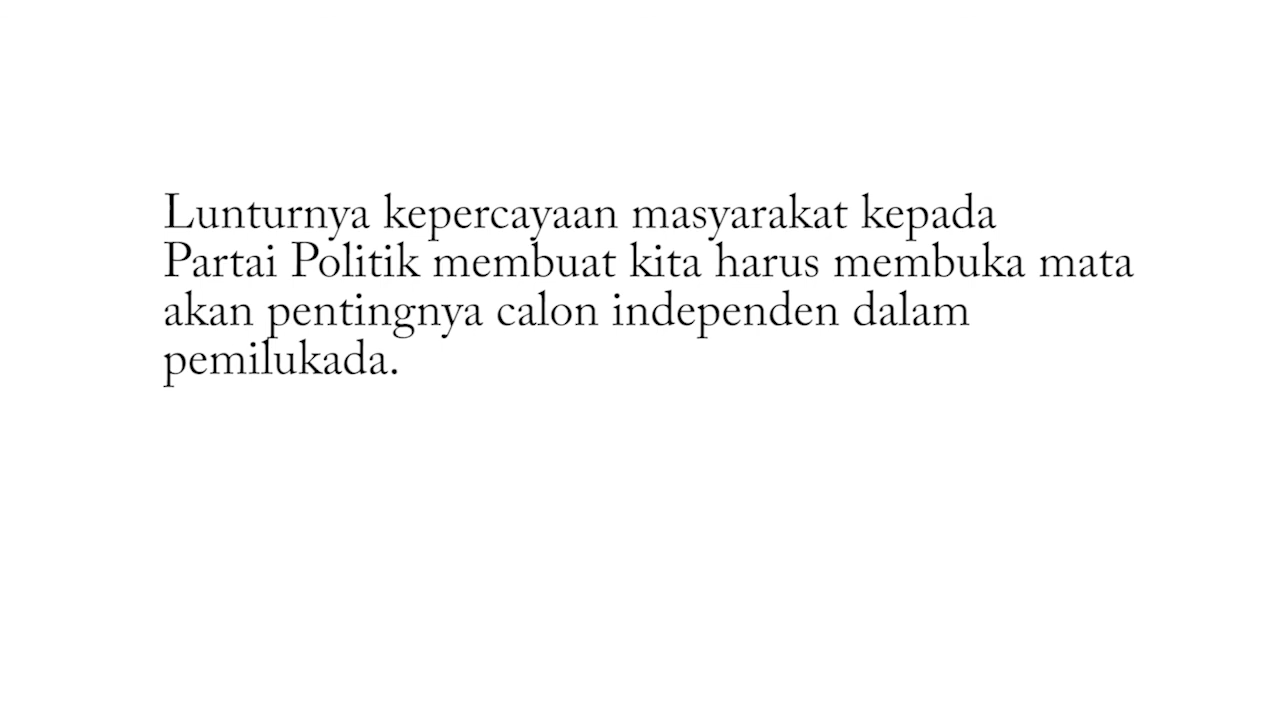 Lunturnya kepercayaan masyarakat kepada
Partai Politik membuat kita harus membuka mata
akan pentingnya calon independen dalam
pemilukada.